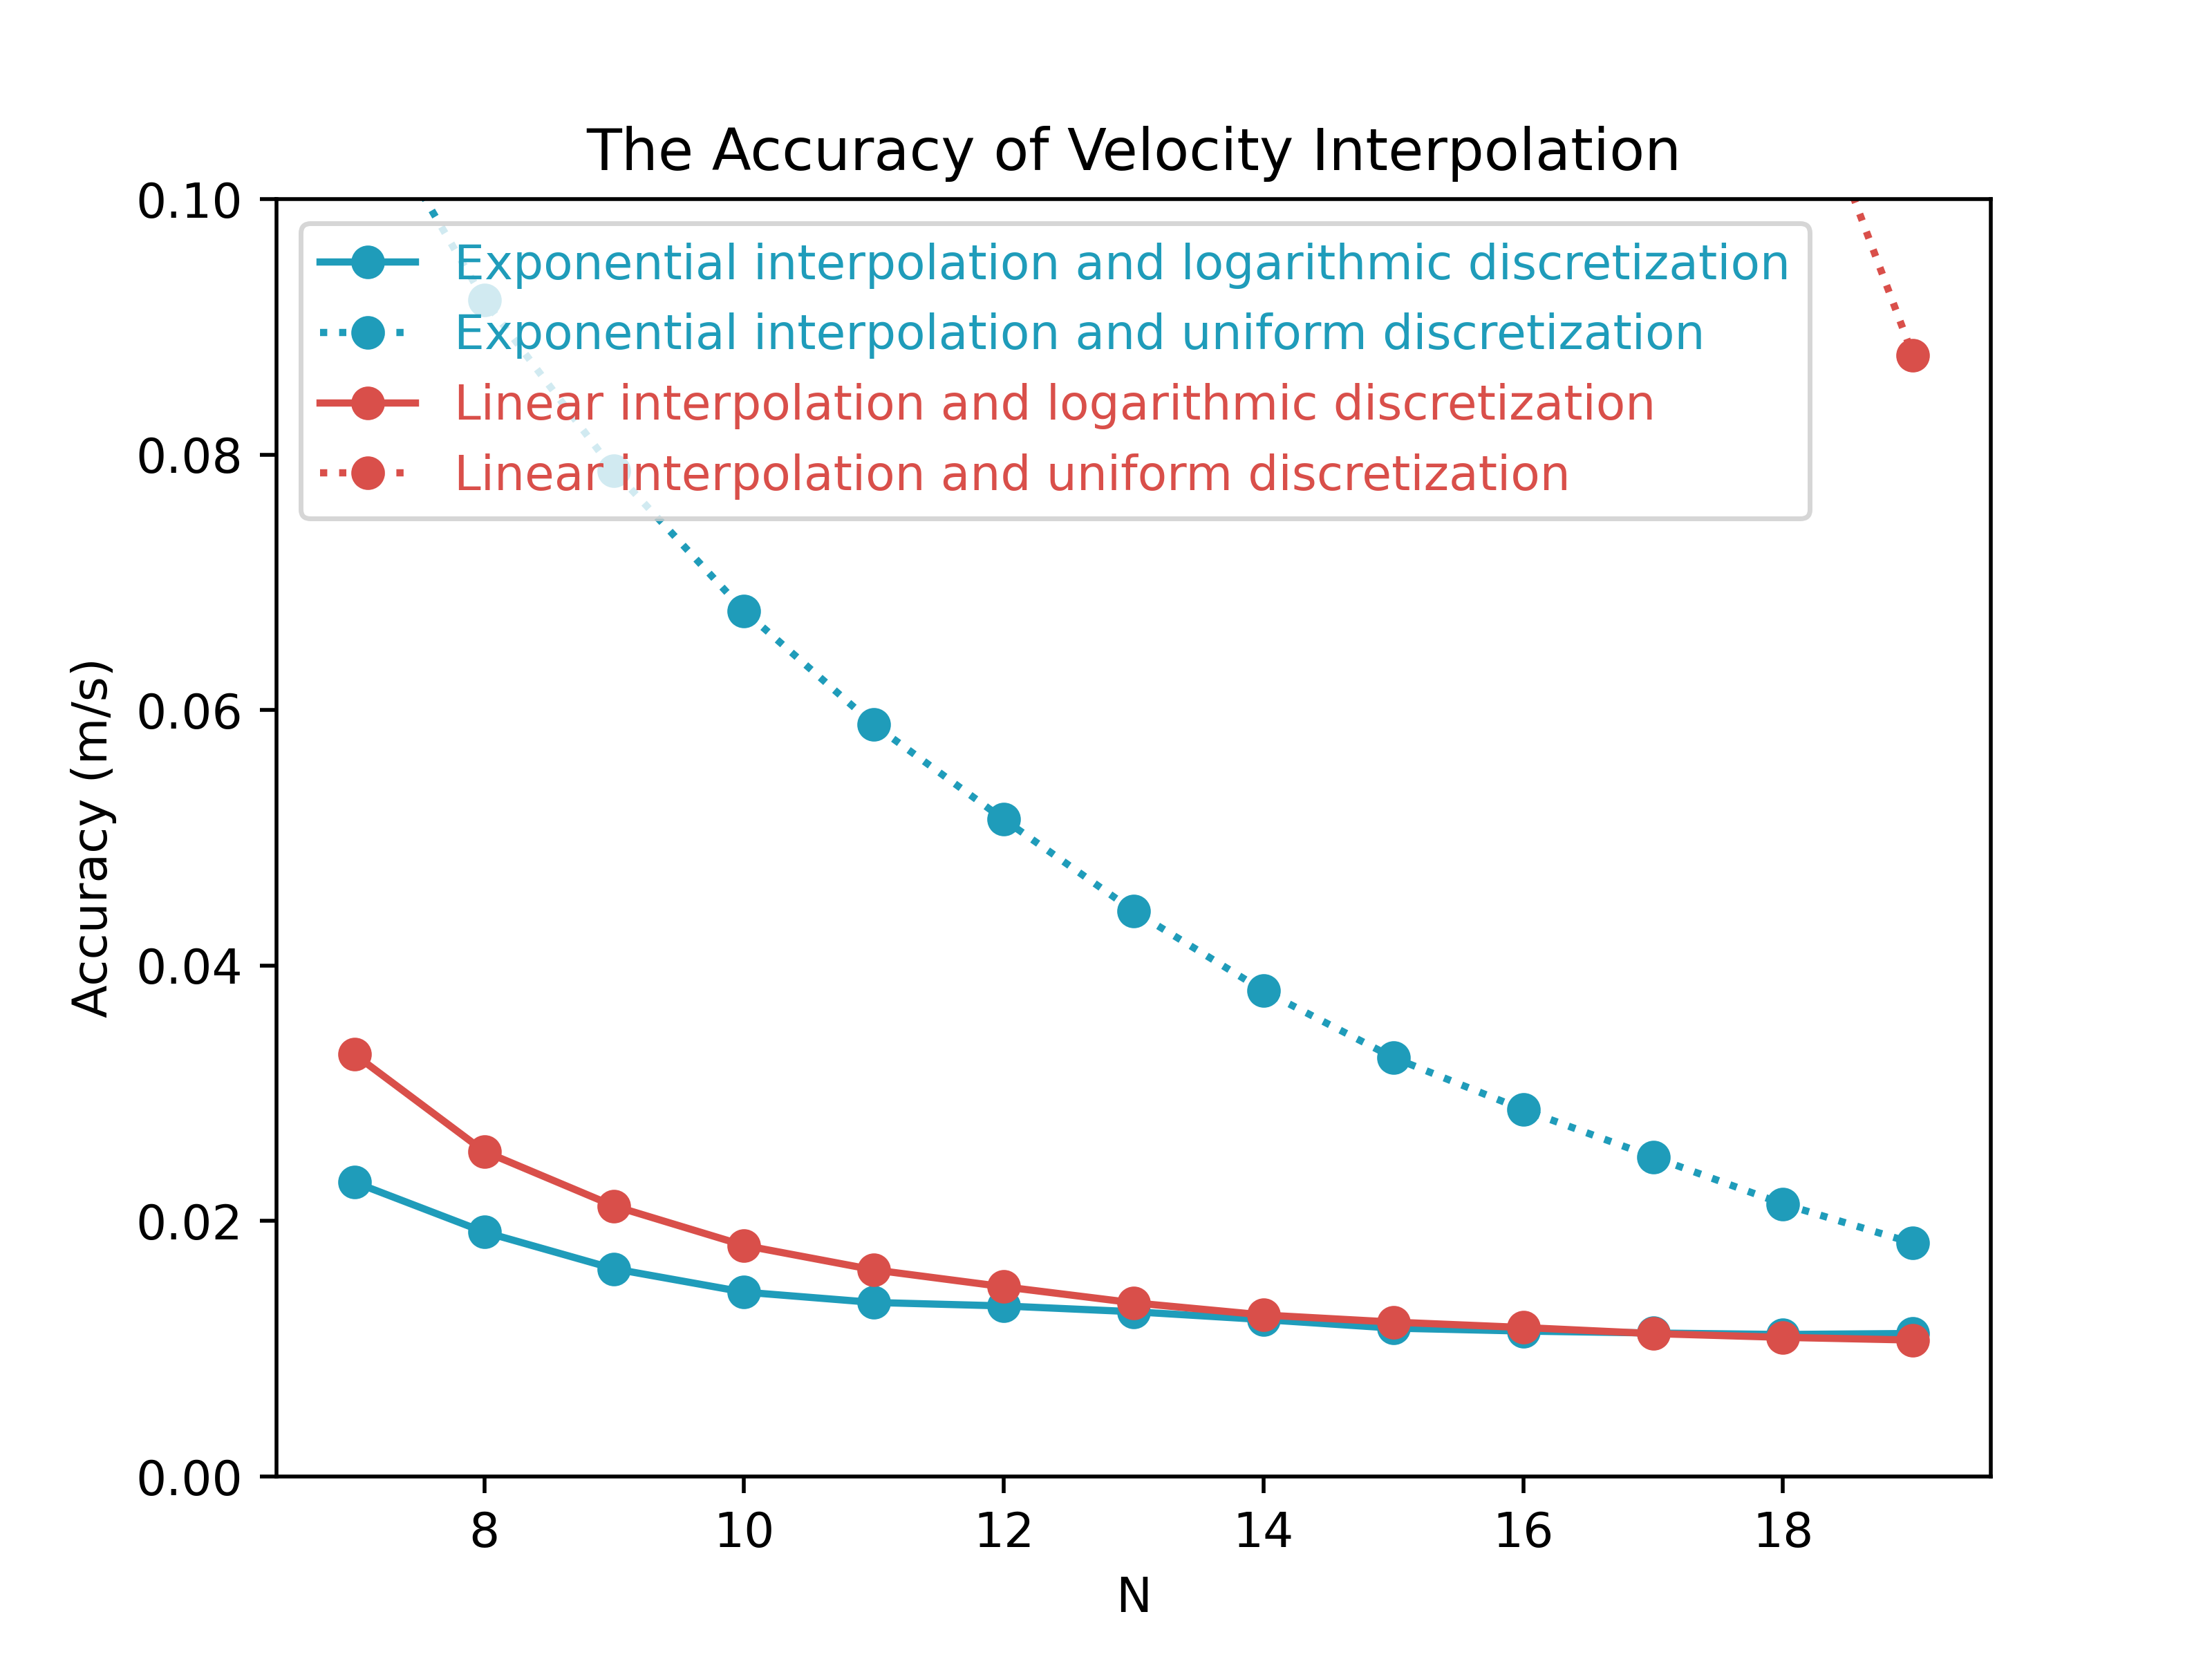 The Accuracy of Velocity Interpolation
0.10
0.08
0.06
0.04
0.02
0.00
Accuracy (m/s)
Exponential interpolation and logarithmic discretization
Exponential interpolation and uniform discretization
Linear interpolation and logarithmic discretization
Linear interpolation and uniform discretization
8 10 12 14 16 18
N